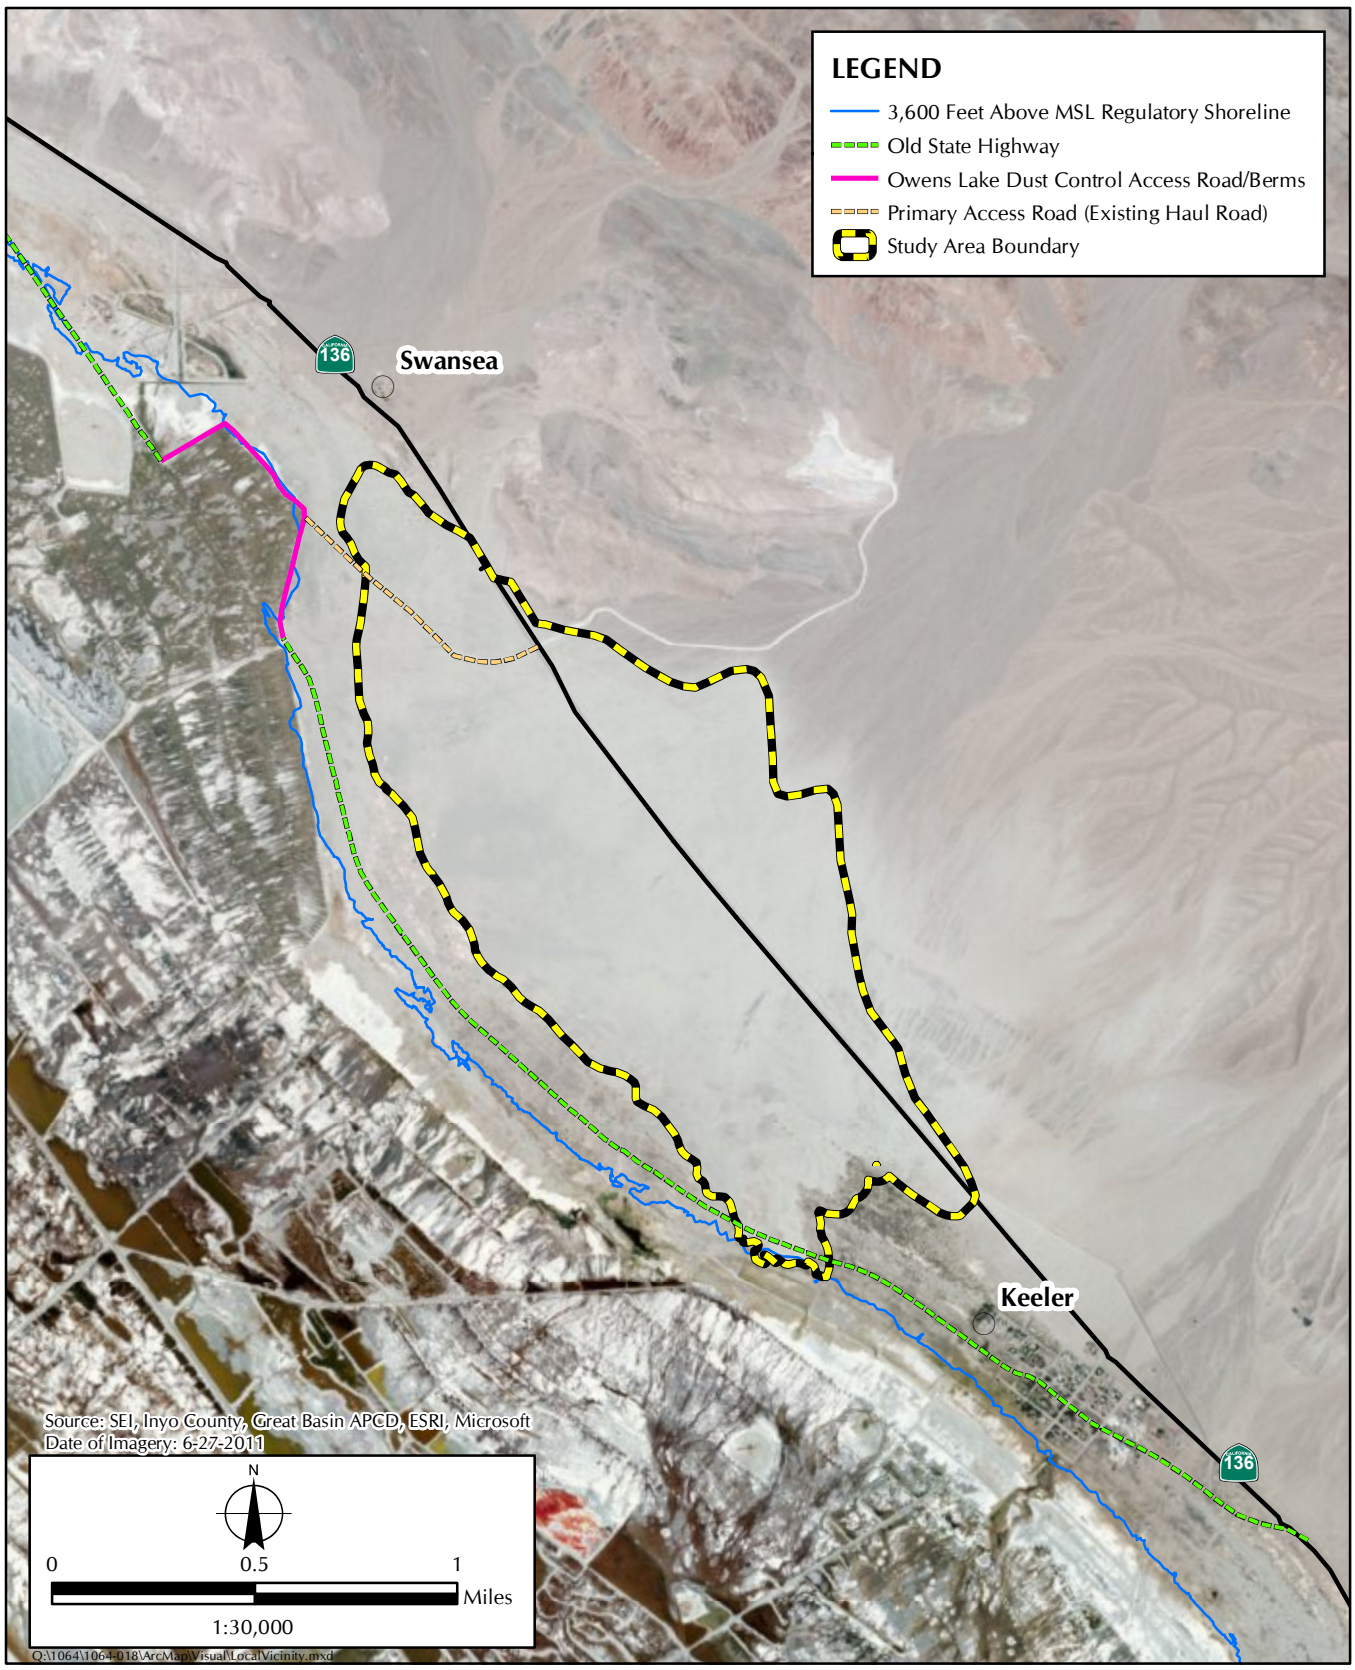 LEGEND
3,600 Feet Above MSL Regulatory Shoreline
Old State Highway
Owens Lake Dust Control Access Road/Berms
Primary Access Road (Existing Haul Road)
Study Area Boundary
CALIFORNIA
136
Swansea
Keeler
CALIFORNIA
136
Source: SEI, Inyo County, Great Basin APCD, ESRI, Microsoft
Date of Imagery: 6-27-2011
N
0 0.5 1
Miles
1:30,000
Q:\1064\1064-018\ArcMap\Visual\LocalVicinity.mxd